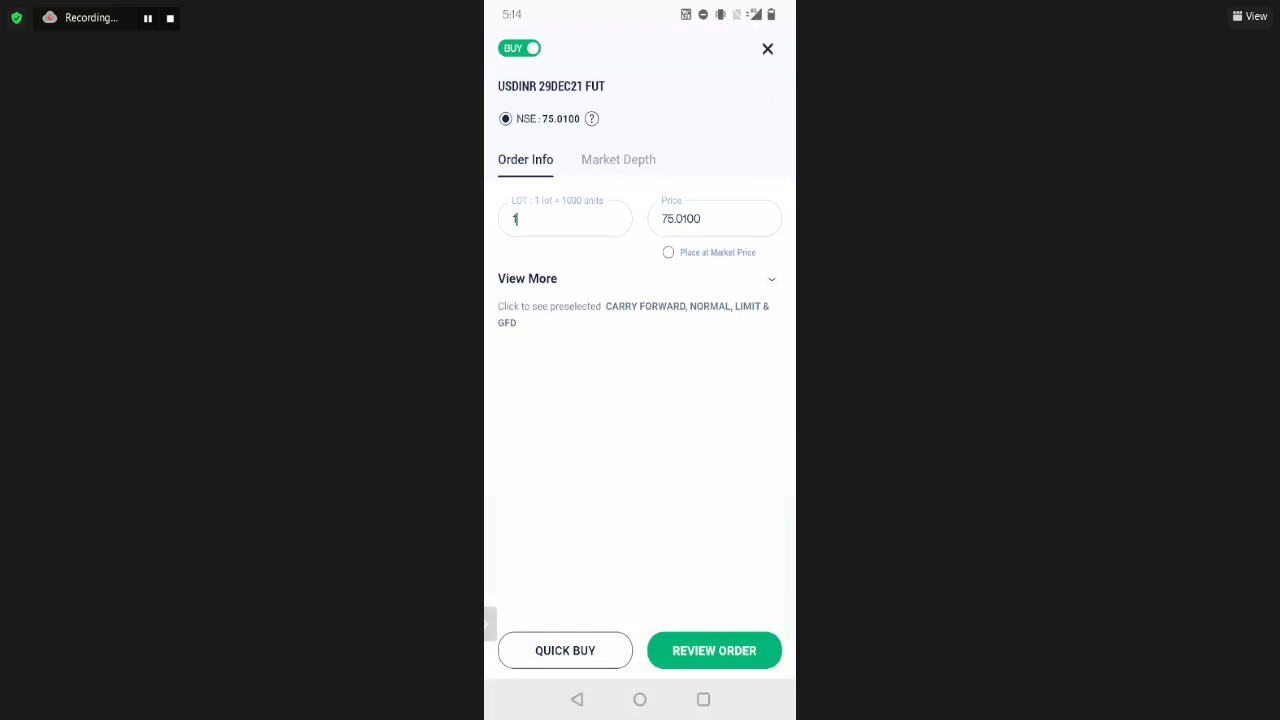 Recording...
View
5:14
BUY
USDINR 29DEC21 FUT
NSE : 75.0100 ?
Order Info Market Depth
LOT : 1 lot = 1000 units Price
1 75.0100
Place at Market Price
View More
Click to see preselected CARRY FORWARD, NORMAL, LIMIT &
GFD
QUICK BUY REVIEW ORDER